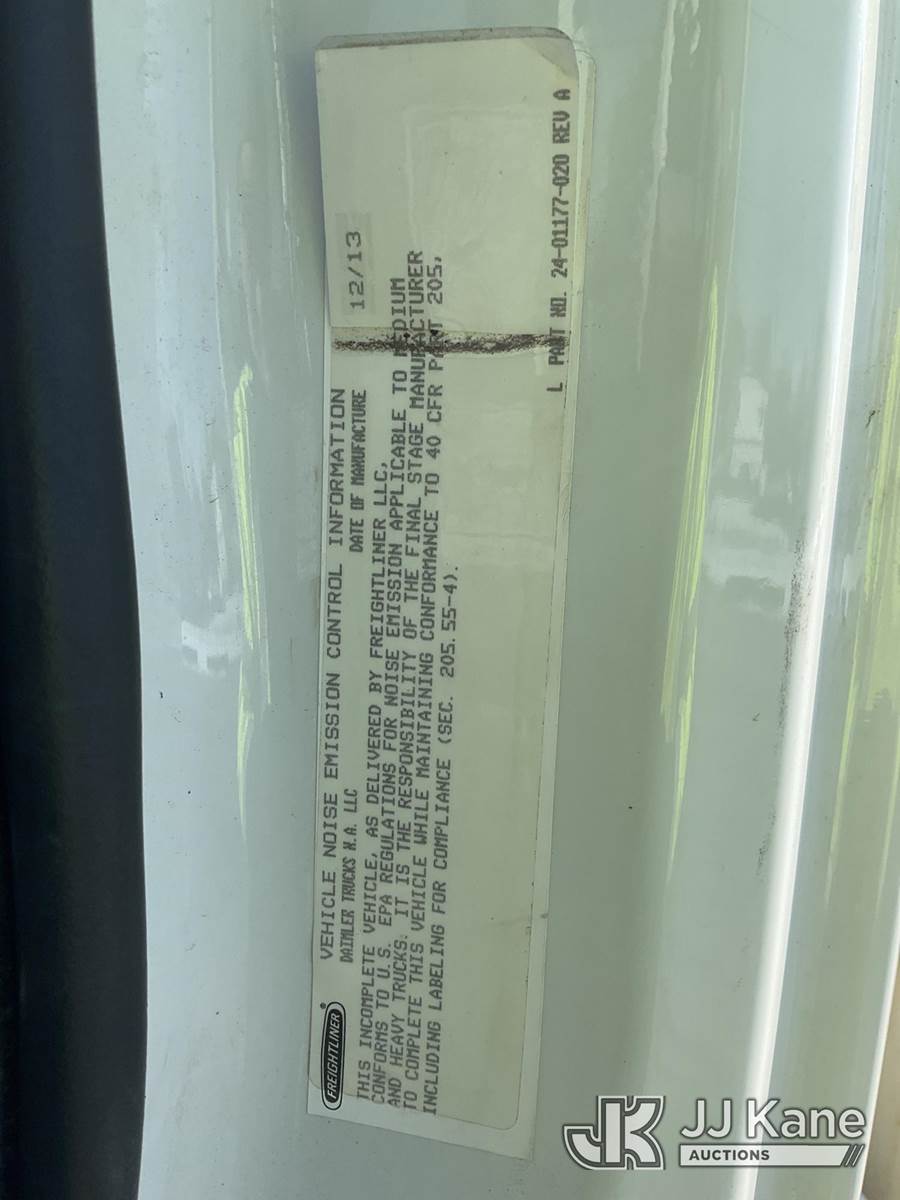 FREIGHTLINER®
VEHICLE NOISE EMISSION CONTROL INFORMATION
DAIMLER TRUCKS N.A. LLC DATE OF MANUFACTURE 12/13
THIS INCOMPLETE VEHICLE, AS DELIVERED BY FREIGHTLINER LLC,
CONFORMS TO U.S. EPA REGULATIONS FOR NOISE EMISSION APPLICABLE TO MEDIUM
AND HEAVY TRUCKS. IT IS THE RESPONSIBILITY OF THE FINAL STAGE MANUFACTURER
TO COMPLETE THIS VEHICLE WHILE MAINTAINING CONFORMANCE TO 40 CFR PART 205,
INCLUDING LABELING FOR COMPLIANCE (SEC. 205.55-4).
L PART NO. 24-01177-020 REV A
JK JJ Kane
AUCTIONS